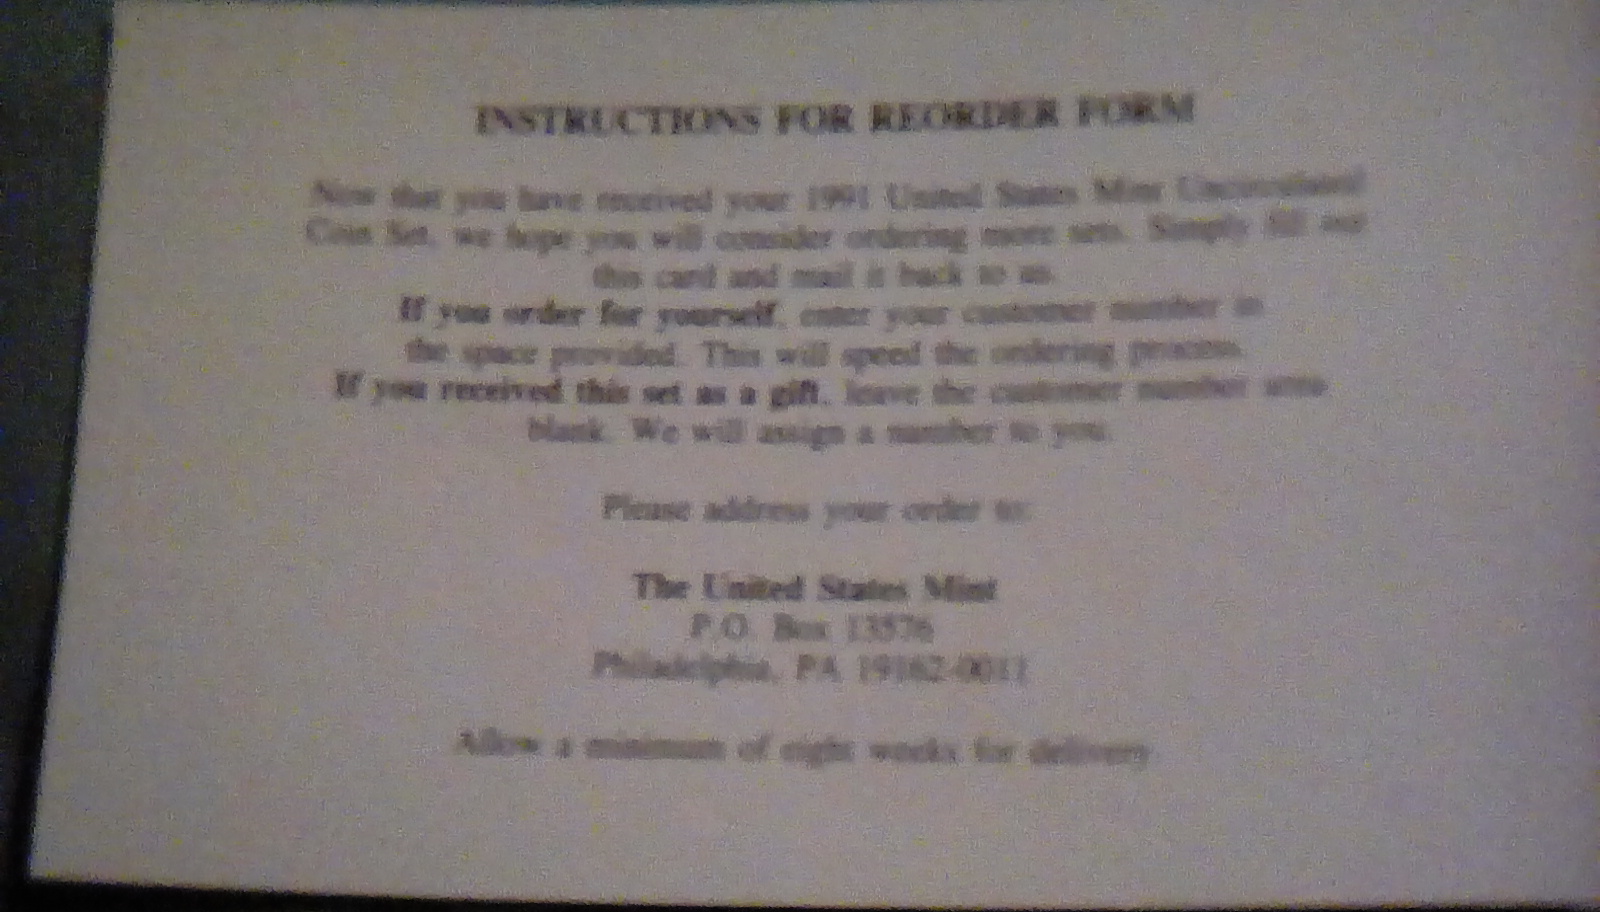 INSTRUCTIONS FOR REORDER FORM
Now that you have received your 1991 United States Mint Uncirculated
Coin Set, we hope you will consider ordering more sets. Simply fill out
this card and mail it back to us.
If you order for yourself, enter your customer number in
the space provided. This will speed the ordering process.
If you received this set as a gift, leave the customer number area
blank. We will assign a number to you.
Please address your order to:
The United States Mint
P.O. Box 13576
Philadelphia, PA 19162-0011
Allow a minimum of eight weeks for delivery